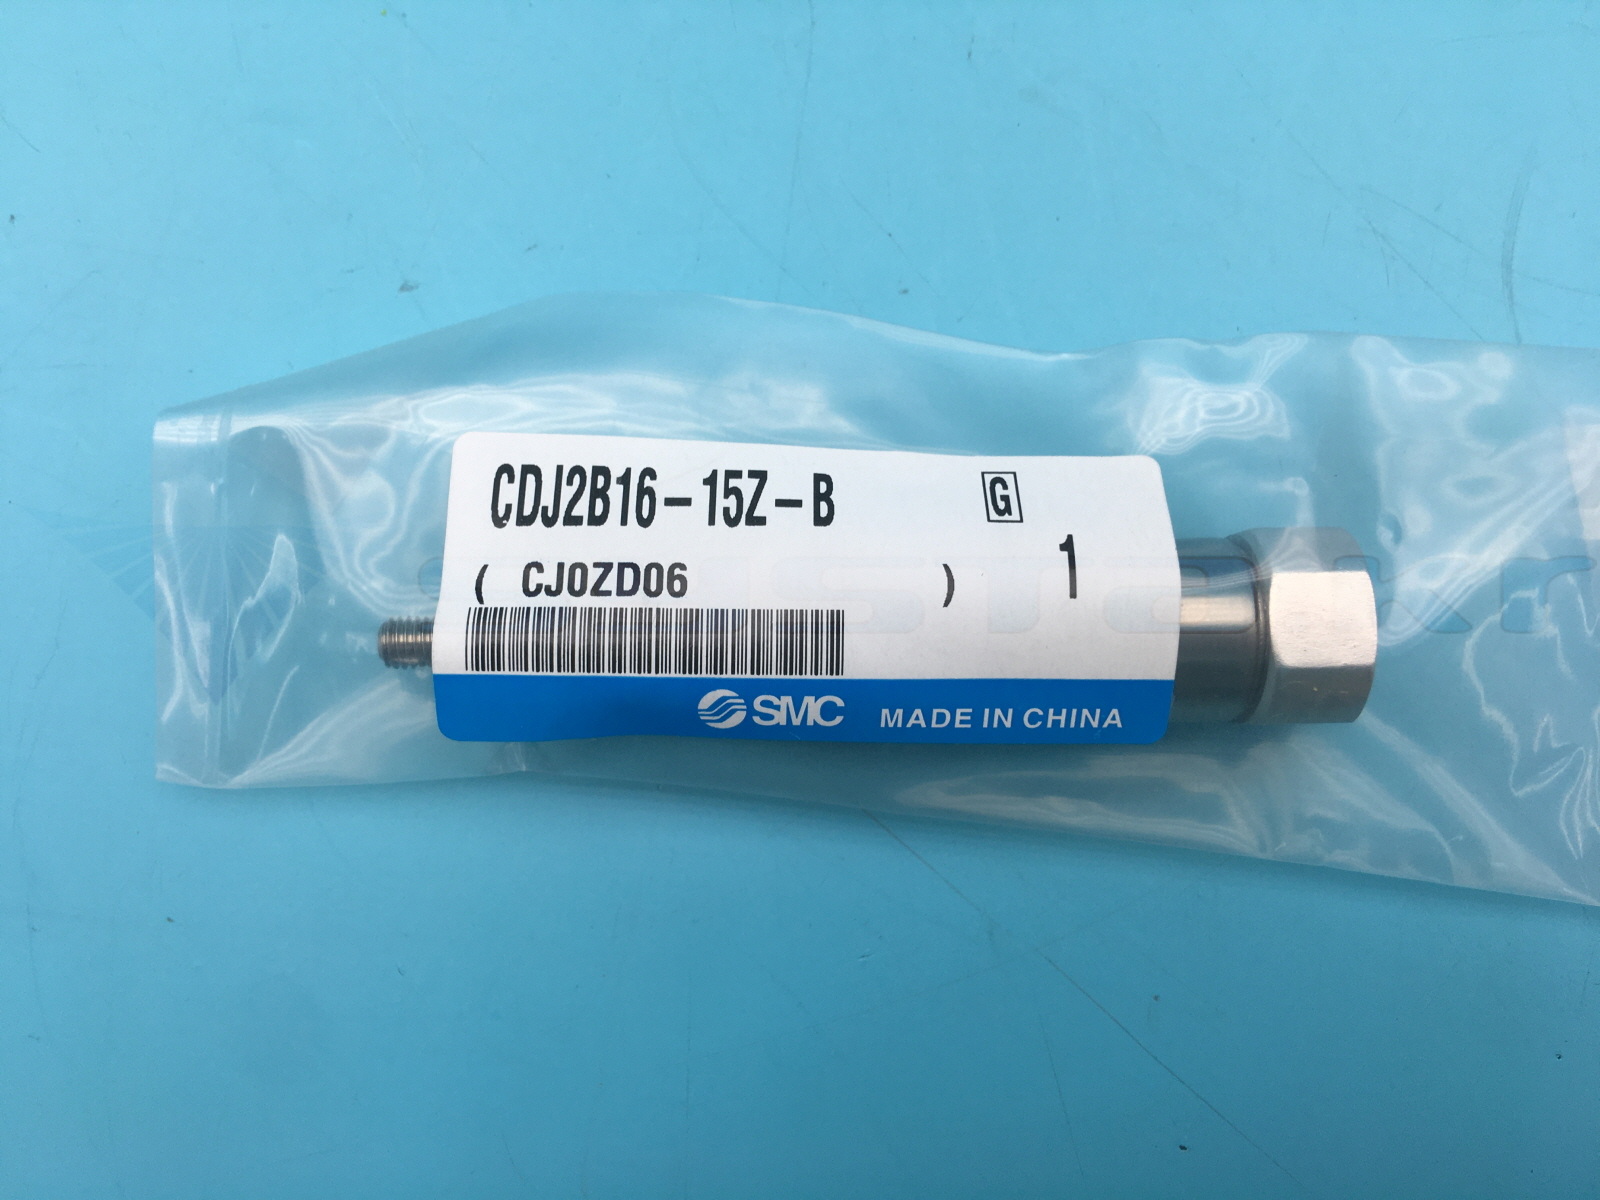 CDJ2B16-15Z-B
G
( CJ0ZD06 )
1
SMC MADE IN CHINA